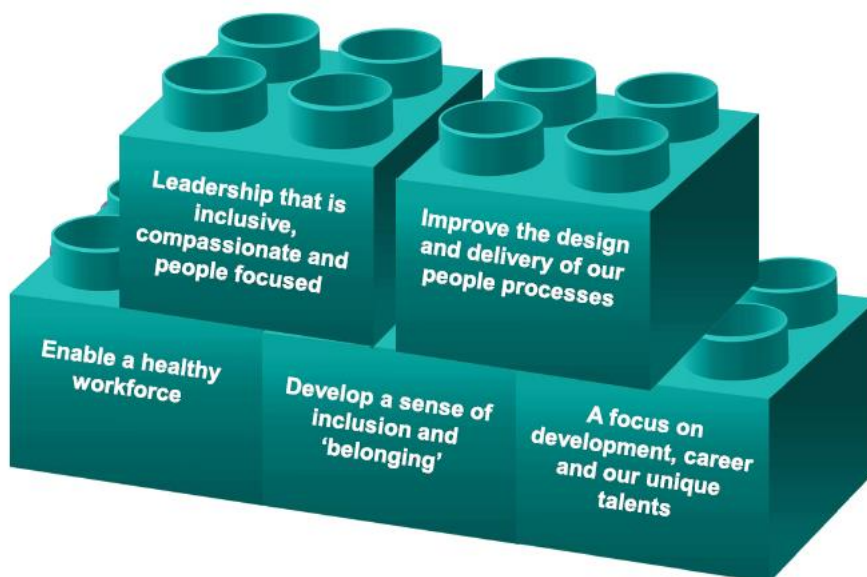 Leadership that is
inclusive,
compassionate and
people focused
Improve the design
and delivery of our
people processes
Enable a healthy
workforce
Develop a sense of
inclusion and
‘belonging’
A focus on
development, career
and our unique
talents